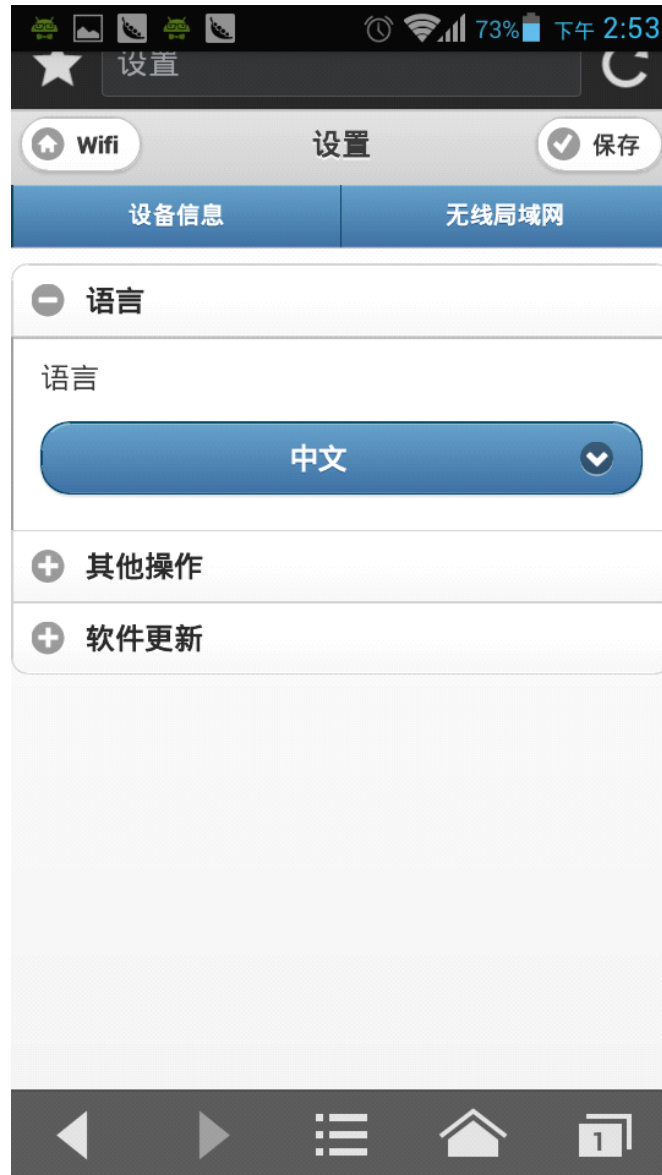 73% 下午 2:53
设置
Wifi 设置 保存
设备信息 无线局域网
语言
语言
中文
其他操作
软件更新
1